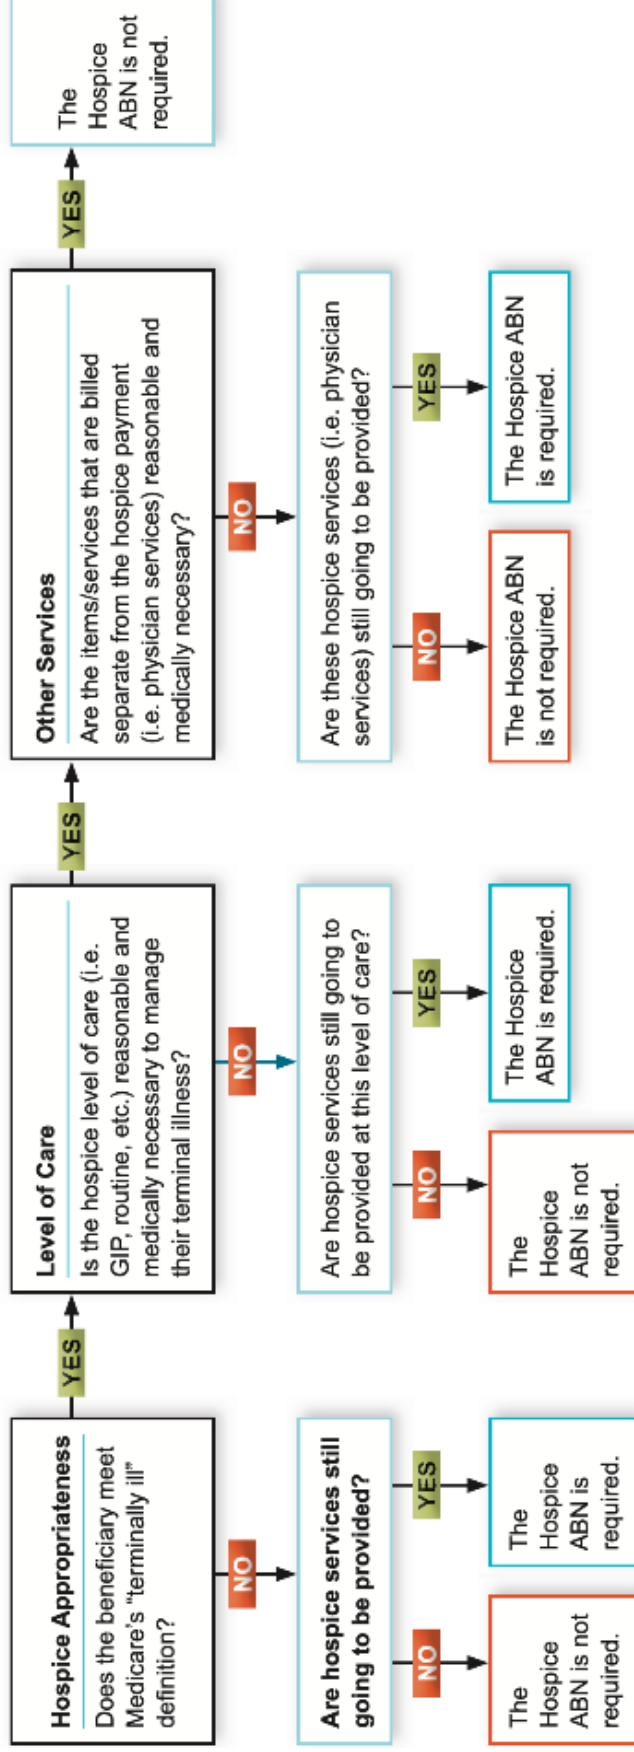 Hospice Appropriateness
Does the beneficiary meet
Medicare's "terminally ill"
definition?
YES
NO
Are hospice services still
going to be provided?
NO
YES
The
Hospice
ABN is not
required.
The
Hospice
ABN is
required.
Level of Care
Is the hospice level of care (i.e.
GIP, routine, etc.) reasonable and
medically necessary to manage
their terminal illness?
YES
NO
Are hospice services still going to
be provided at this level of care?
NO
YES
The
Hospice
ABN is not
required.
The Hospice
ABN is required.
Other Services
Are the items/services that are billed
separate from the hospice payment
(i.e. physician services) reasonable and
medically necessary?
YES
NO
Are these hospice services (i.e. physician
services) still going to be provided?
NO
YES
The Hospice ABN
is not required.
The Hospice ABN
is required.
The
Hospice
ABN is not
required.